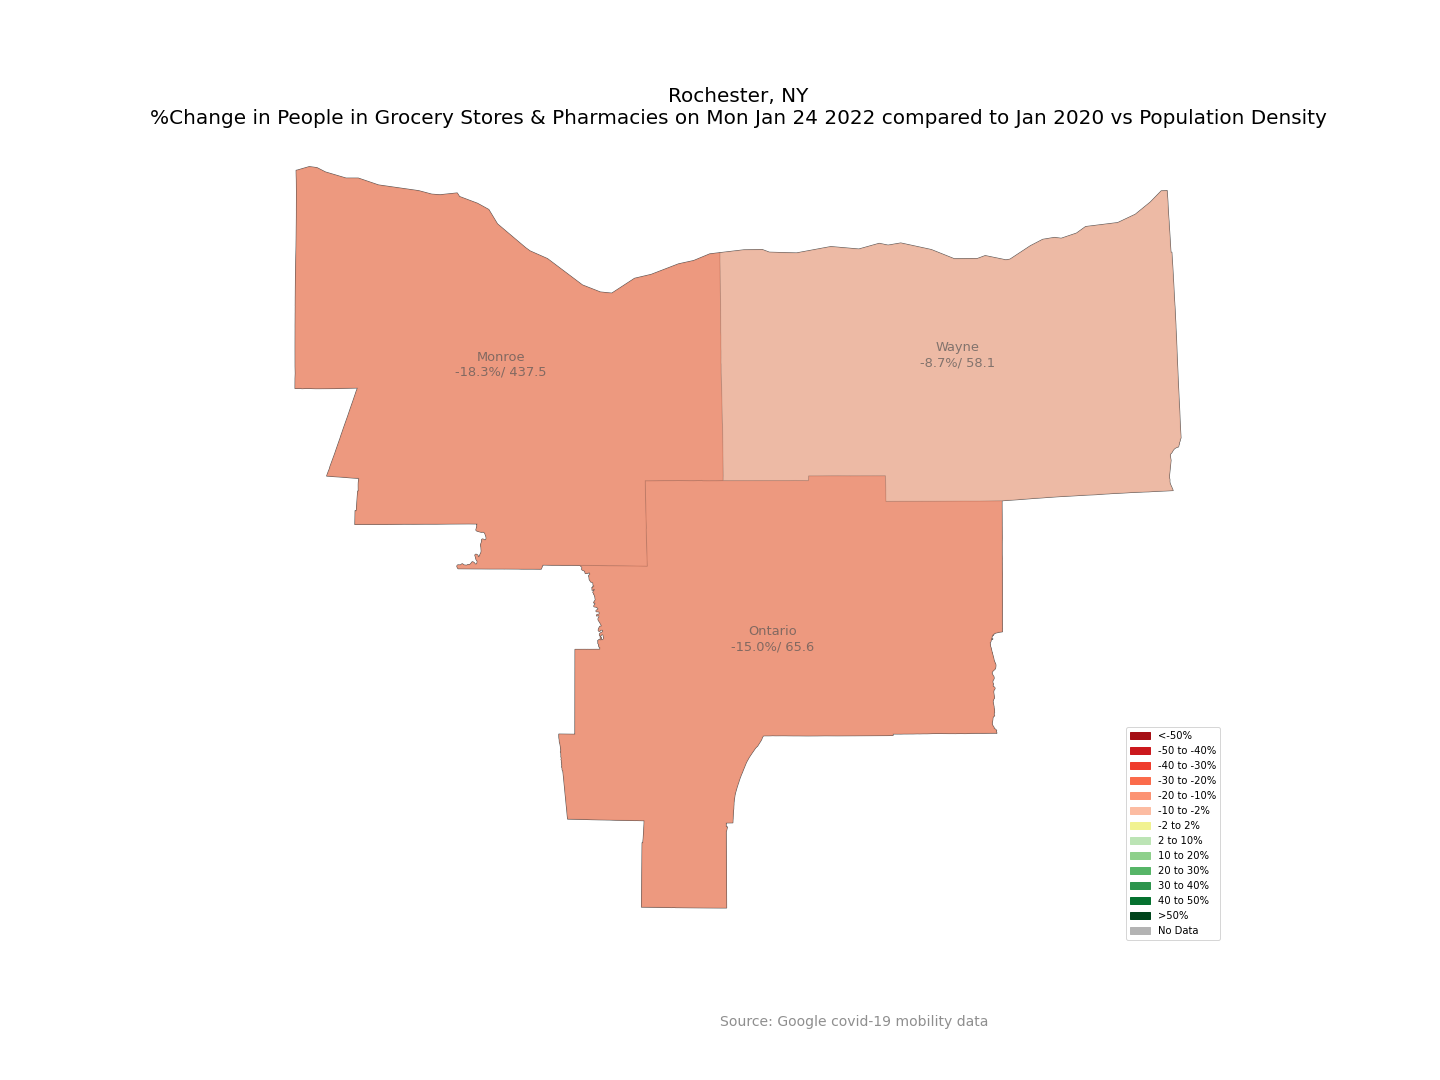 Rochester, NY
%Change in People in Grocery Stores & Pharmacies on Mon Jan 24 2022 compared to Jan 2020 vs Population Density
Monroe
-18.3%/ 437.5
Wayne
-8.7%/ 58.1
Ontario
-15.0%/ 65.6
<-50%
-50 to -40%
-40 to -30%
-30 to -20%
-20 to -10%
-10 to -2%
-2 to 2%
2 to 10%
10 to 20%
20 to 30%
30 to 40%
40 to 50%
>50%
No Data
Source: Google covid-19 mobility data